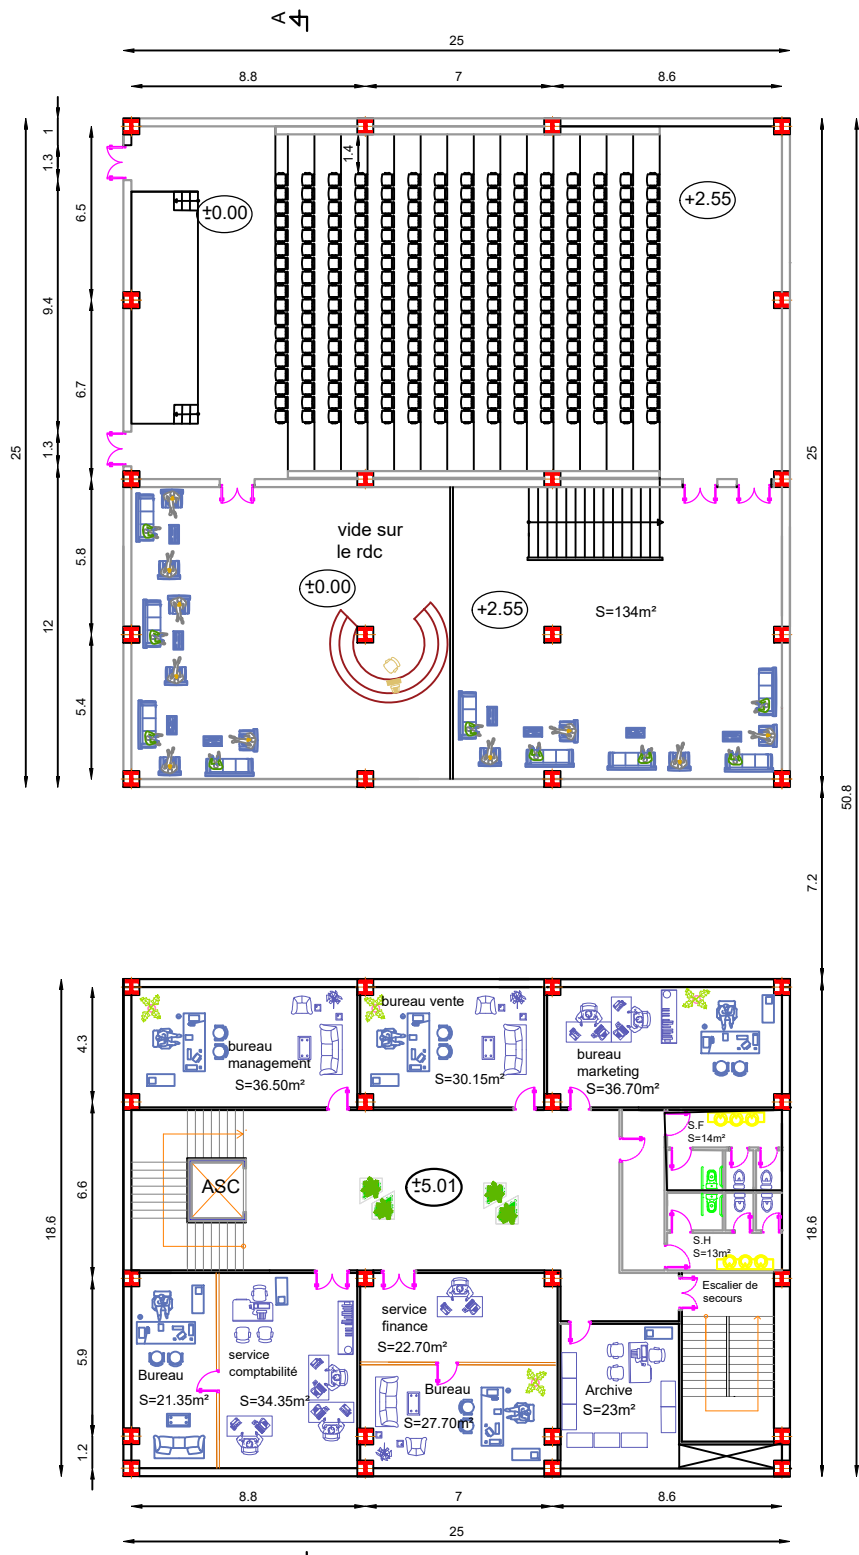 A
25
8.8
7
8.6
1
1.3
1.4
±0.00
+2.55
6.5
9.4
6.7
1.3
25
25
vide sur
le rdc
5.8
±0.00
+2.55
S=134m²
12
5.4
50.8
7.2
bureau vente
bureau
management
S=36.50m²
S=30.15m²
bureau
marketing
S=36.70m²
4.3
S.F
S=14m²
ASC
±5.01
6.6
18.6
18.6
S.H
S=13m²
Escalier de
secours
service
finance
S=22.70m²
service
comptabilité
S=34.35m²
Bureau
S=21.35m²
Bureau
S=27.70m²
Archive
S=23m²
5.9
1.2
8.8
7
8.6
25